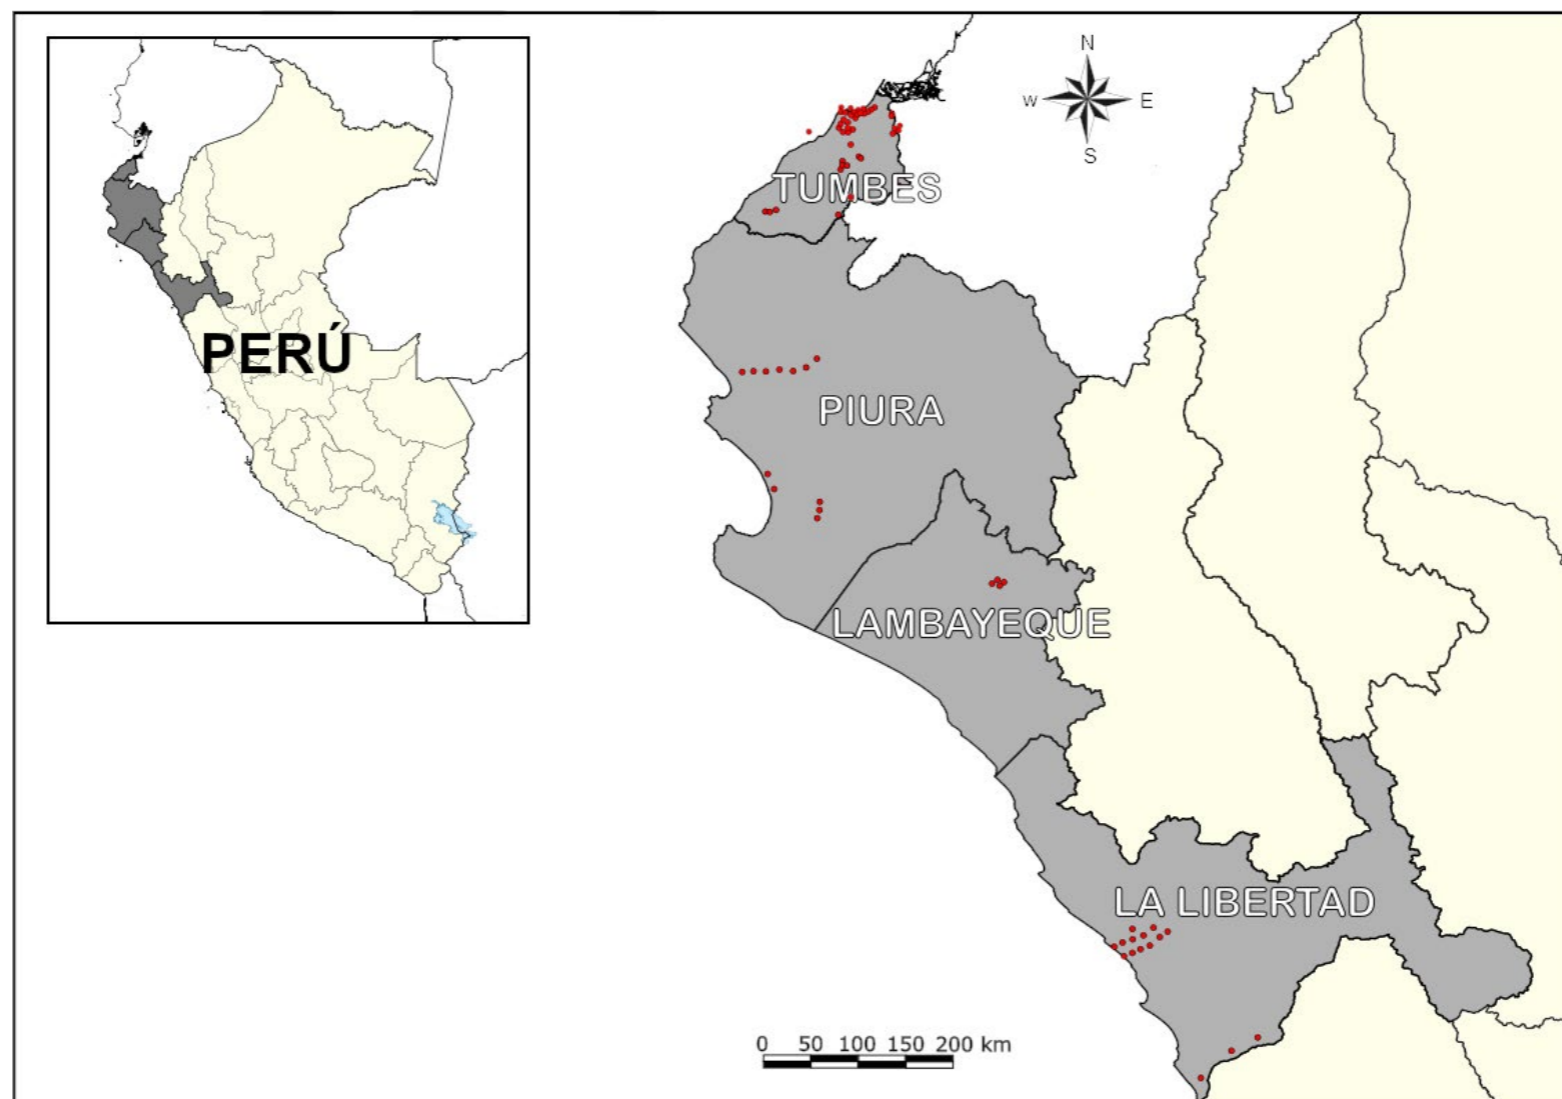 N
W
E
S
TUMBES
PERÚ
PIURA
LAMBAYEQUE
LA LIBERTAD
0 50 100 150 200 km